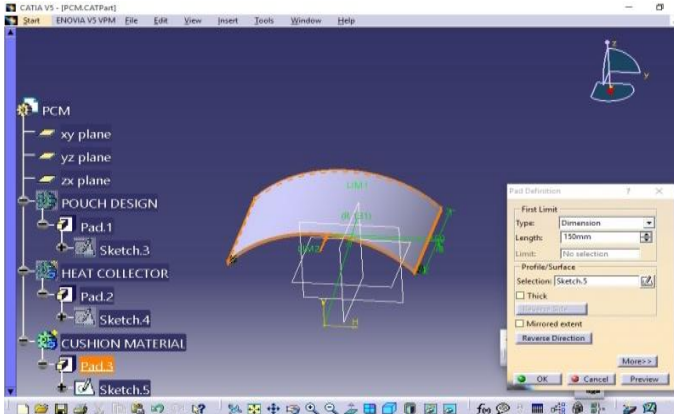 CATIA V5 - [PCM.CATPart]
Start ENOVIA V5 VPM File Edit View Insert Tools Window Help
z
y
PCM
xy plane
yz plane
zx plane
POUCH DESIGN
Pad.1
Sketch.3
HEAT COLLECTOR
Pad.2
Sketch.4
CUSHION MATERIAL
Pad.3
Sketch.5
LIM1
LIM2
V
H
Pad Definition ? ×
First Limit
Type: Dimension
Length: 150mm
Limit: No selection
Profile/Surface
Selection: Sketch.5
Thick
Mirrored extent
Reverse Direction
More>>
OK Cancel Preview
f(x)